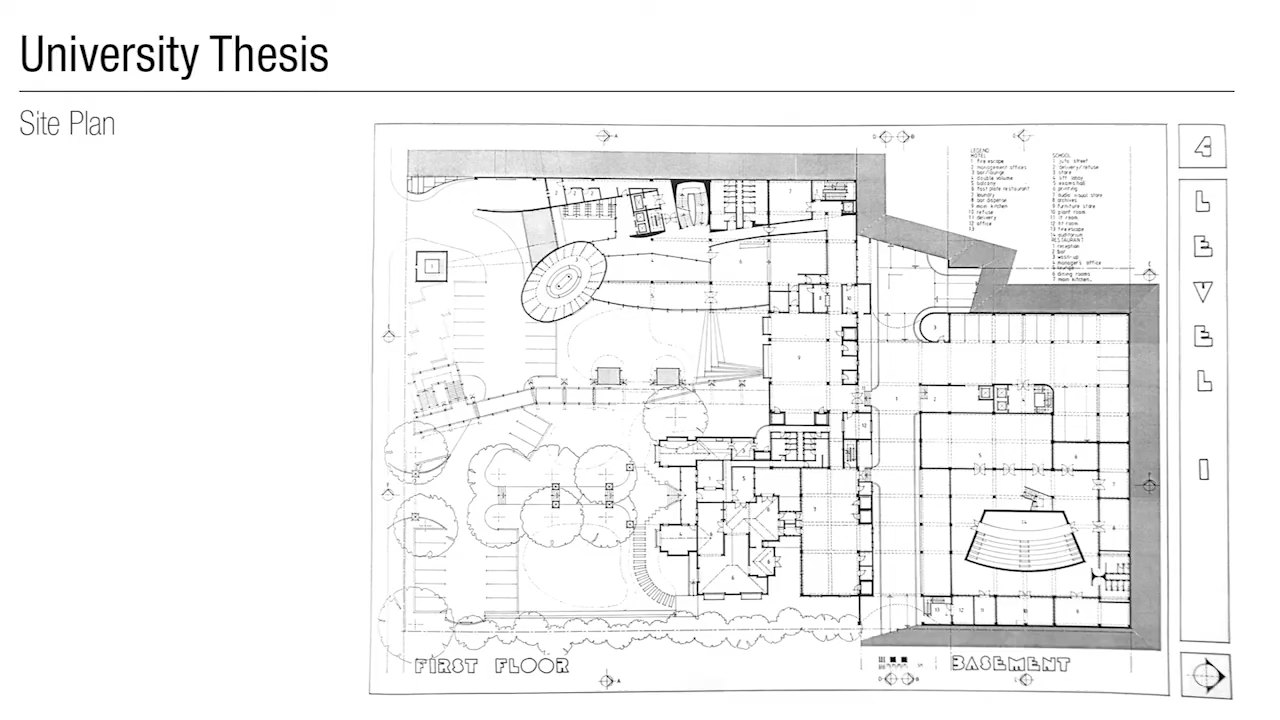 University Thesis
Site Plan
LEGEND
HOTEL
1 fire escape
2 management offices
3 bar/lounge
4 double volume
5 balcony
6 fast plate restaurant
7 laundry
8 bar dispense
9 main kitchen
10 refuse
11 delivery
12 office
13
SCHOOL
1 juta street
2 delivery/refuse
3 store
4 lift lobby
5 exams hall
6 printing
7 audio visual store
8 archives
9 furniture store
10 plant room
11 IT room
12 HT room
13 fire escape
14 auditorium
RESTAURANT
1 reception
2 bar
3 wash-up
4 manager's office
5 lounge
6 dining rooms
7 main kitchen
4
LEVEL 1
FIRST FLOOR
BASEMENT